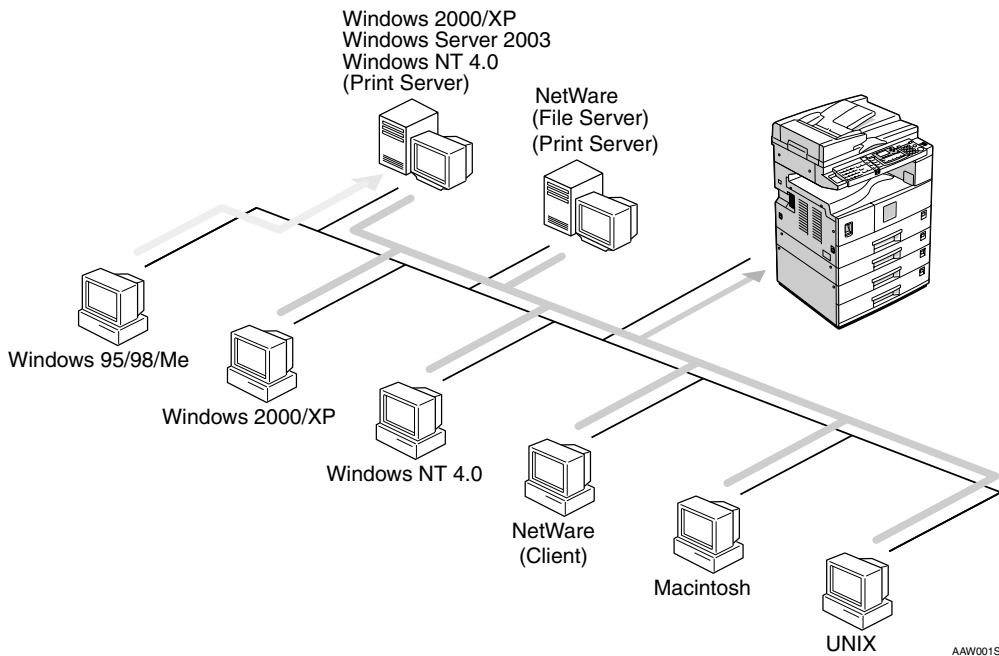 Windows 2000/XP
Windows Server 2003
Windows NT 4.0
(Print Server)
NetWare
(File Server)
(Print Server)
Windows 95/98/Me
Windows 2000/XP
Windows NT 4.0
NetWare
(Client)
Macintosh
UNIX
AAW001S